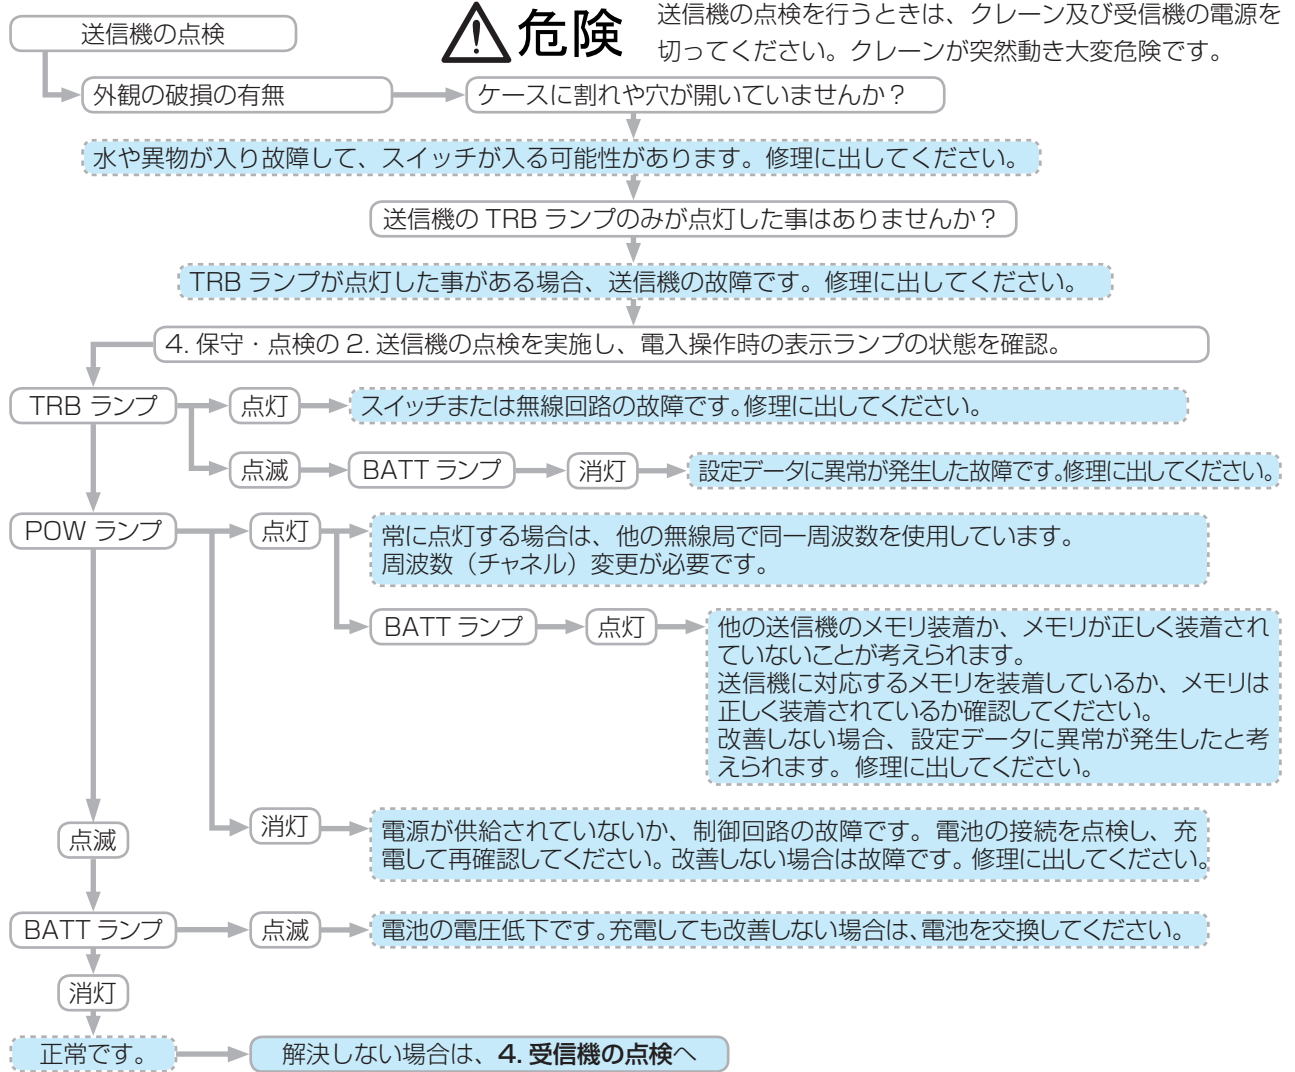 送信機の点検
危険
送信機の点検を行うときは、クレーン及び受信機の電源を
切ってください。クレーンが突然動き大変危険です。
外観の破損の有無
ケースに割れや穴が開いていませんか？
水や異物が入り故障して、スイッチが入る可能性があります。修理に出してください。
送信機の TRB ランプのみが点灯した事はありませんか？
TRB ランプが点灯した事がある場合、送信機の故障です。修理に出してください。
4. 保守・点検の 2. 送信機の点検を実施し、電入操作時の表示ランプの状態を確認。
TRB ランプ
点灯
スイッチまたは無線回路の故障です。修理に出してください。
点滅
BATT ランプ
消灯
設定データに異常が発生した故障です。修理に出してください。
POW ランプ
点灯
常に点灯する場合は、他の無線局で同一周波数を使用しています。
周波数（チャネル）変更が必要です。
BATT ランプ
点灯
他の送信機のメモリ装着か、メモリが正しく装着され
ていないことが考えられます。
送信機に対応するメモリを装着しているか、メモリは
正しく装着されているか確認してください。
改善しない場合、設定データに異常が発生したと考
えられます。修理に出してください。
消灯
電源が供給されていないか、制御回路の故障です。電池の接続を点検し、充
電して再確認してください。改善しない場合は故障です。修理に出してください。
点滅
BATT ランプ
点滅
電池の電圧低下です。充電しても改善しない場合は、電池を交換してください。
消灯
正常です。
解決しない場合は、4. 受信機の点検へ